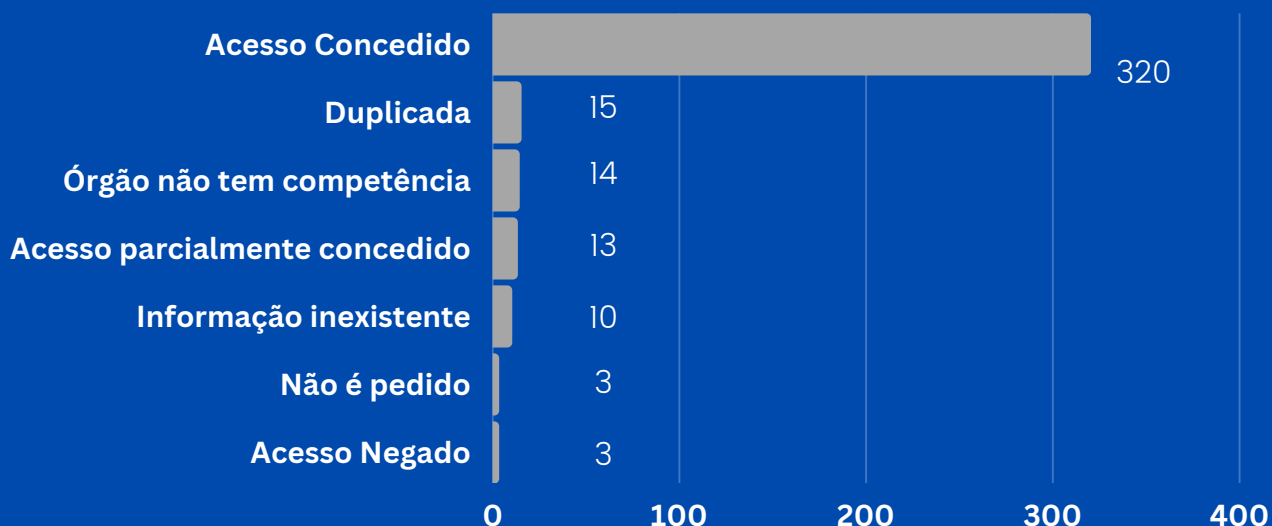 Acesso Concedido
320
Duplicada
15
Órgão não tem competência
14
Acesso parcialmente concedido
13
Informação inexistente
10
Não é pedido
3
Acesso Negado
3
0 100 200 300 400